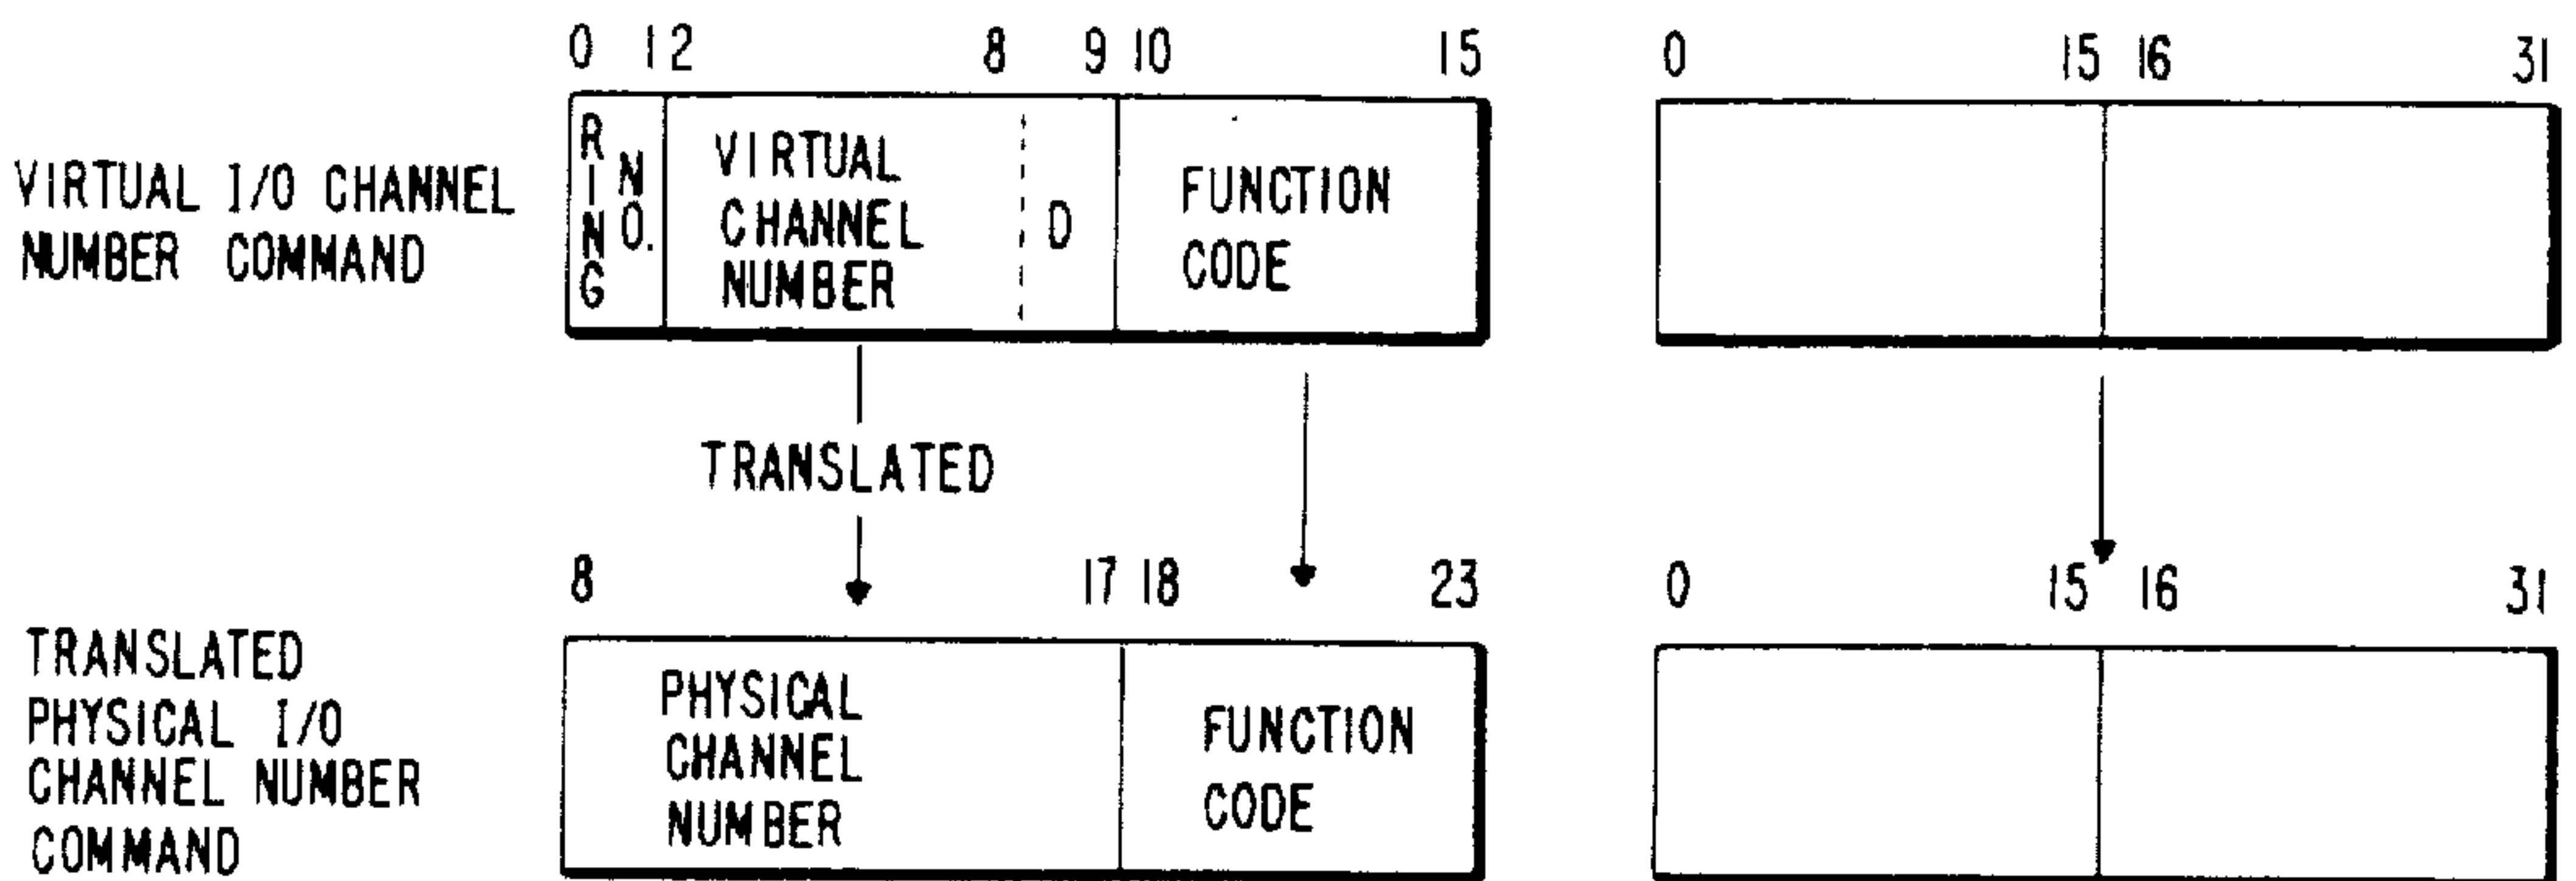 0 1 2 8 9 10 15 0 15 16 31
VIRTUAL I/O CHANNEL
NUMBER COMMAND
RING
NO.
VIRTUAL
CHANNEL
NUMBER
D
FUNCTION
CODE
TRANSLATED
8 17 18 23 0 15 16 31
TRANSLATED
PHYSICAL I/O
CHANNEL NUMBER
COMMAND
PHYSICAL
CHANNEL
NUMBER
FUNCTION
CODE